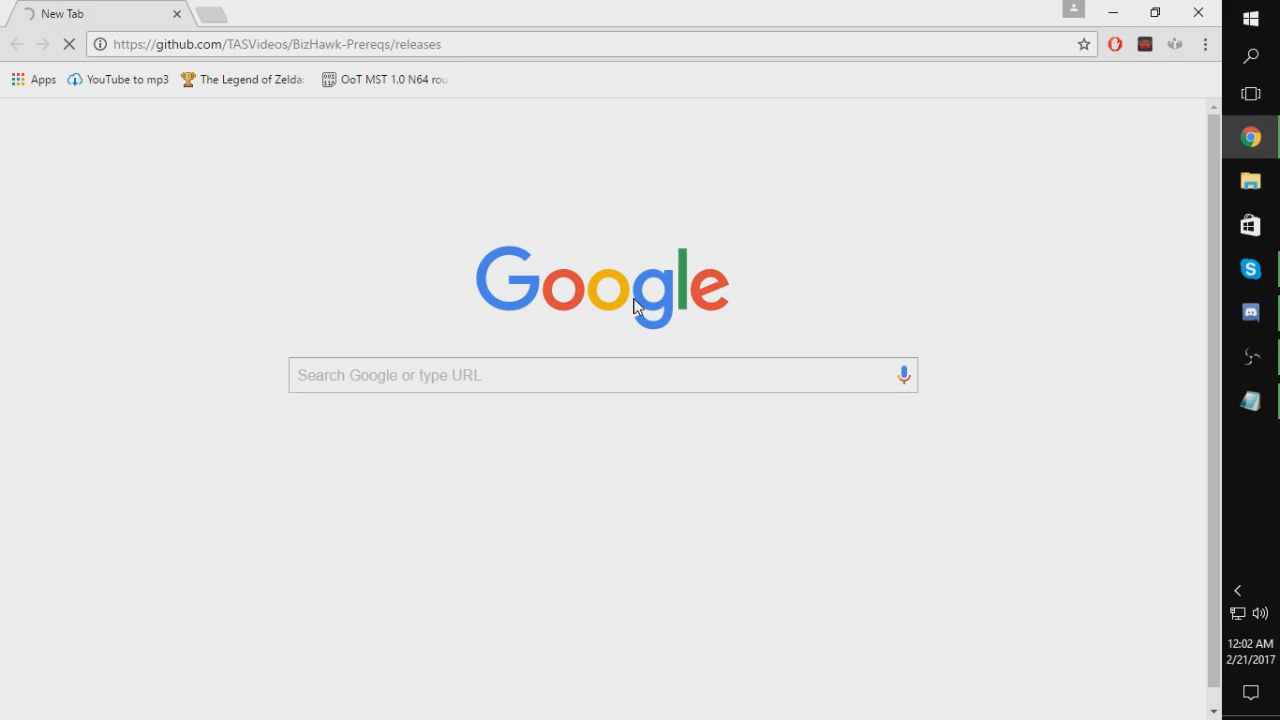 New Tab
https://github.com/TASVideos/BizHawk-Prereqs/releases
Apps
YouTube to mp3
The Legend of Zelda:
OoT MST 1.0 N64 rou
Google
Search Google or type URL
12:02 AM
2/21/2017